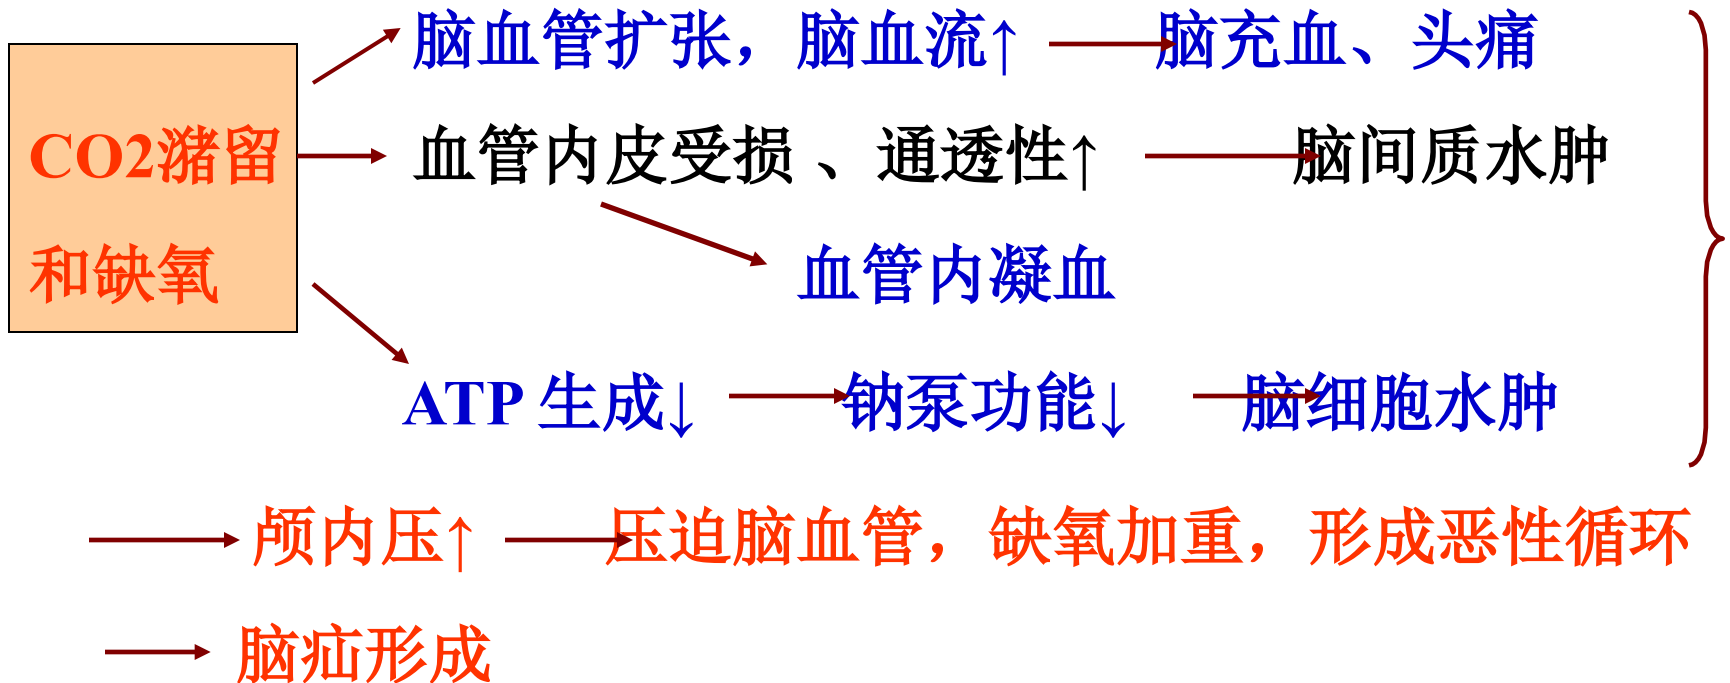 脑血管扩张，脑血流↑ 脑充血、头痛
CO2潴留
和缺氧
血管内皮受损 、通透性↑ 脑间质水肿
血管内凝血
ATP 生成↓ 钠泵功能↓ 脑细胞水肿
颅内压↑ 压迫脑血管，缺氧加重，形成恶性循环
脑疝形成